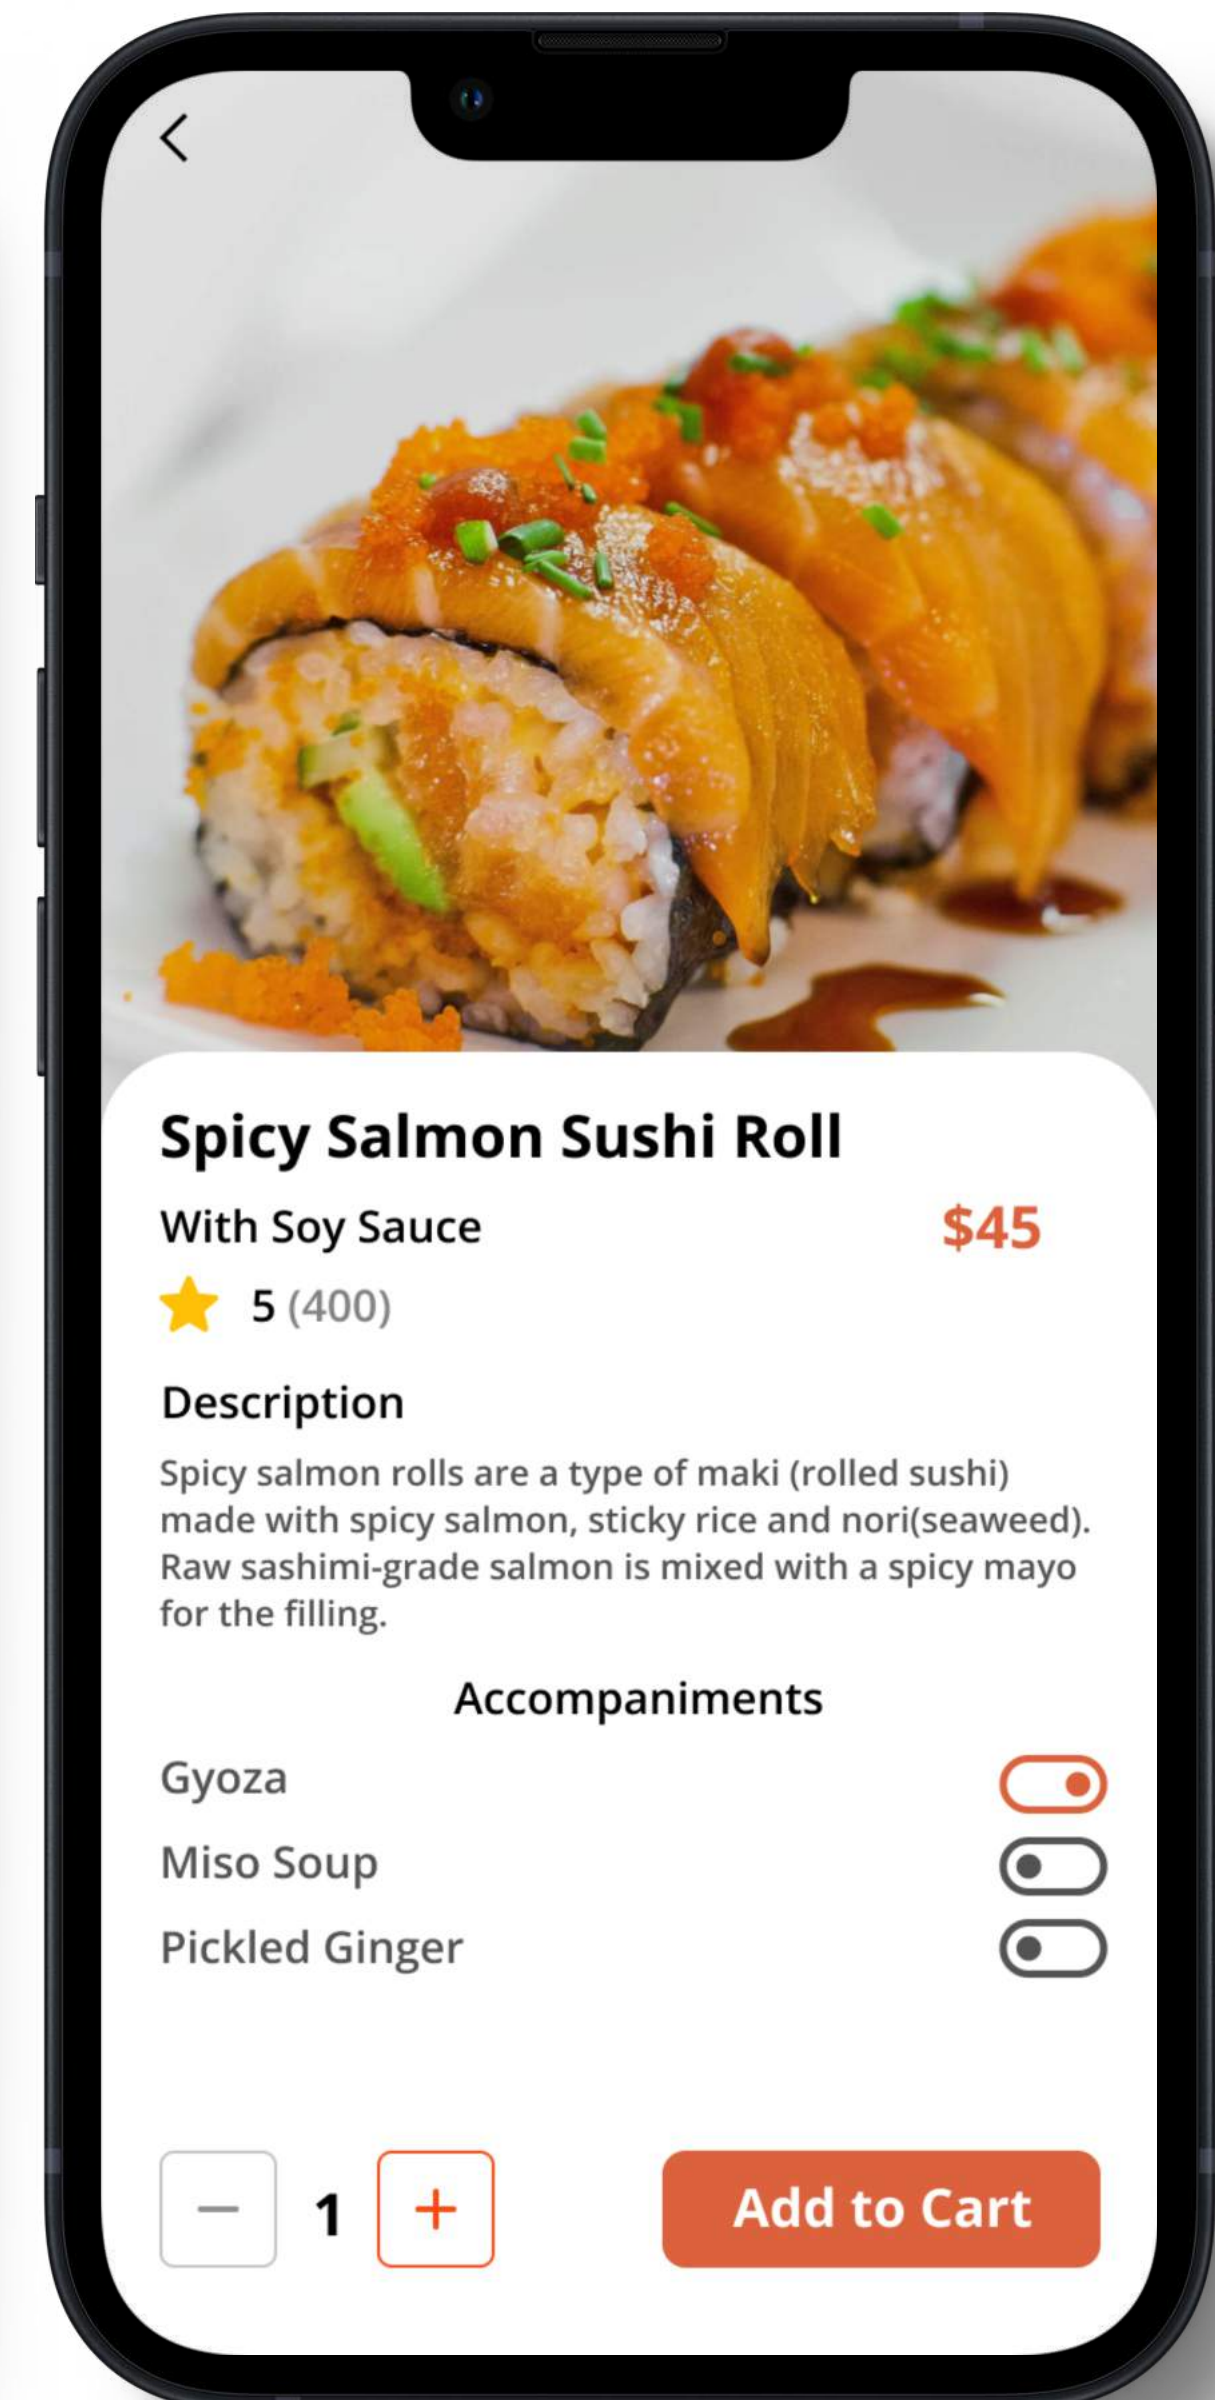 Spicy Salmon Sushi Roll
With Soy Sauce
$45
5 (400)
Description
Spicy salmon rolls are a type of maki (rolled sushi)
made with spicy salmon, sticky rice and nori(seaweed).
Raw sashimi-grade salmon is mixed with a spicy mayo
for the filling.
Accompaniments
Gyoza
Miso Soup
Pickled Ginger
1
Add to Cart